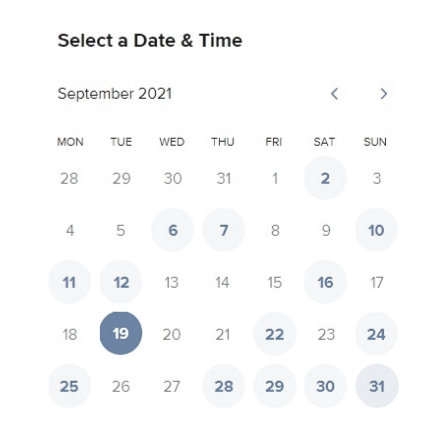 Select a Date & Time
September 2021
MON TUE WED THU FRI SAT SUN
28 29 30 31 1 2 3
4 5 6 7 8 9 10
11 12 13 14 15 16 17
18 19 20 21 22 23 24
25 26 27 28 29 30 31